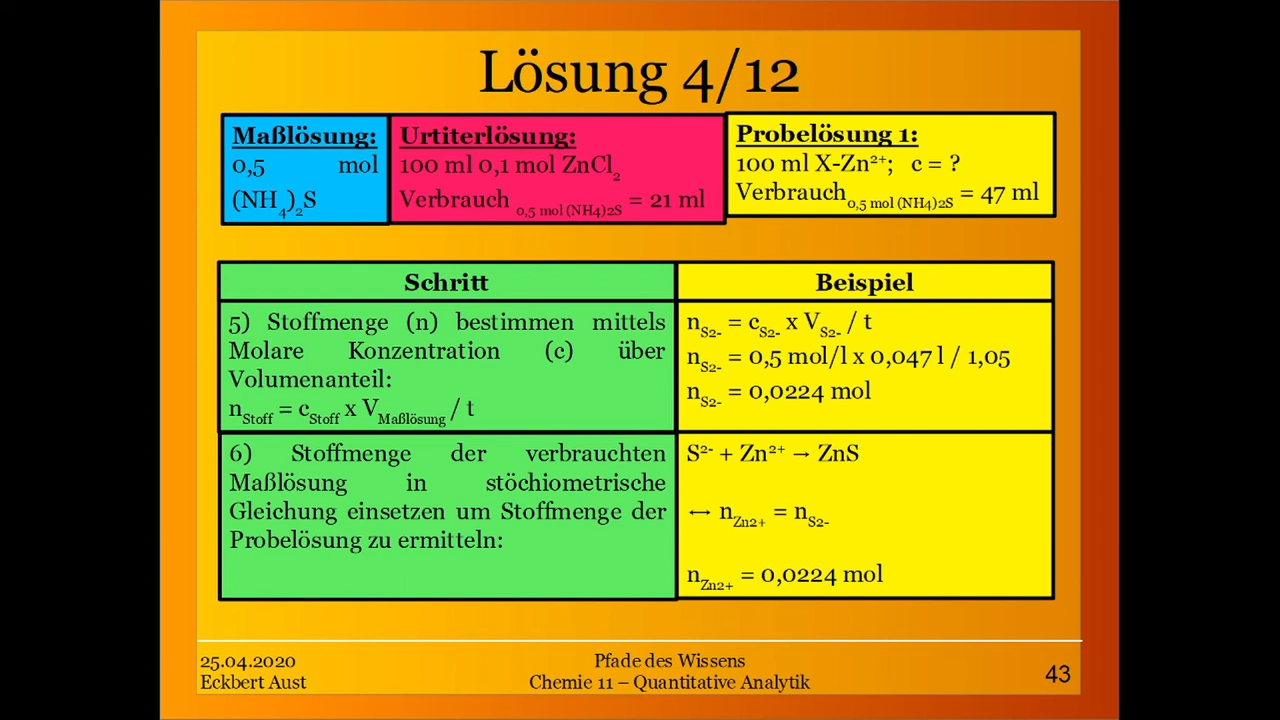 Lösung 4/12
Maßlösung:
0,5 mol
(NH₄)₂S
Urtiterlösung:
100 ml 0,1 mol ZnCl₂
Verbrauch 0,5 mol (NH4)2S = 21 ml
Probelösung 1:
100 ml X-Zn²⁺; c = ?
Verbrauch 0,5 mol (NH4)2S = 47 ml
Schritt
Beispiel
5) Stoffmenge (n) bestimmen mittels
Molare Konzentration (c) über
Volumenanteil:
nStoff = cStoff x VMaßlösung / t
nS2- = cS2- x VS2- / t
nS2- = 0,5 mol/l x 0,047 l / 1,05
nS2- = 0,0224 mol
6) Stoffmenge der verbrauchten
Maßlösung in stöchiometrische
Gleichung einsetzen um Stoffmenge der
Probelösung zu ermitteln:
S²⁻ + Zn²⁺ → ZnS
↔ nZn2+ = nS2-
nZn2+ = 0,0224 mol
25.04.2020
Eckbert Aust
Pfade des Wissens
Chemie 11 – Quantitative Analytik
43